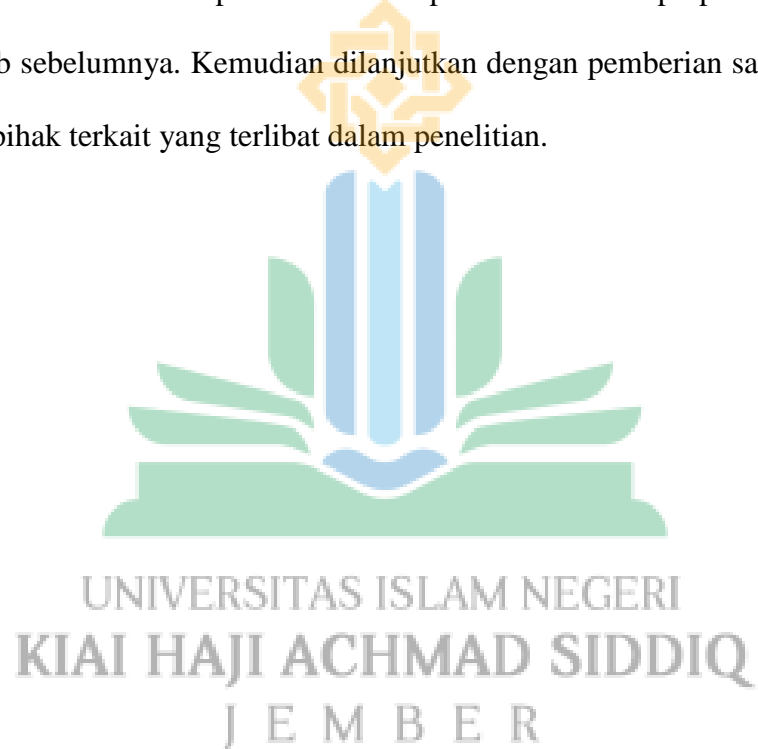 b sebelumnya. Kemudian dilanjutkan dengan pemberian sa
pihak terkait yang terlibat dalam penelitian.
UNIVERSITAS ISLAM NEGERI
KIAI HAJI ACHMAD SIDDIQ
JEMBER